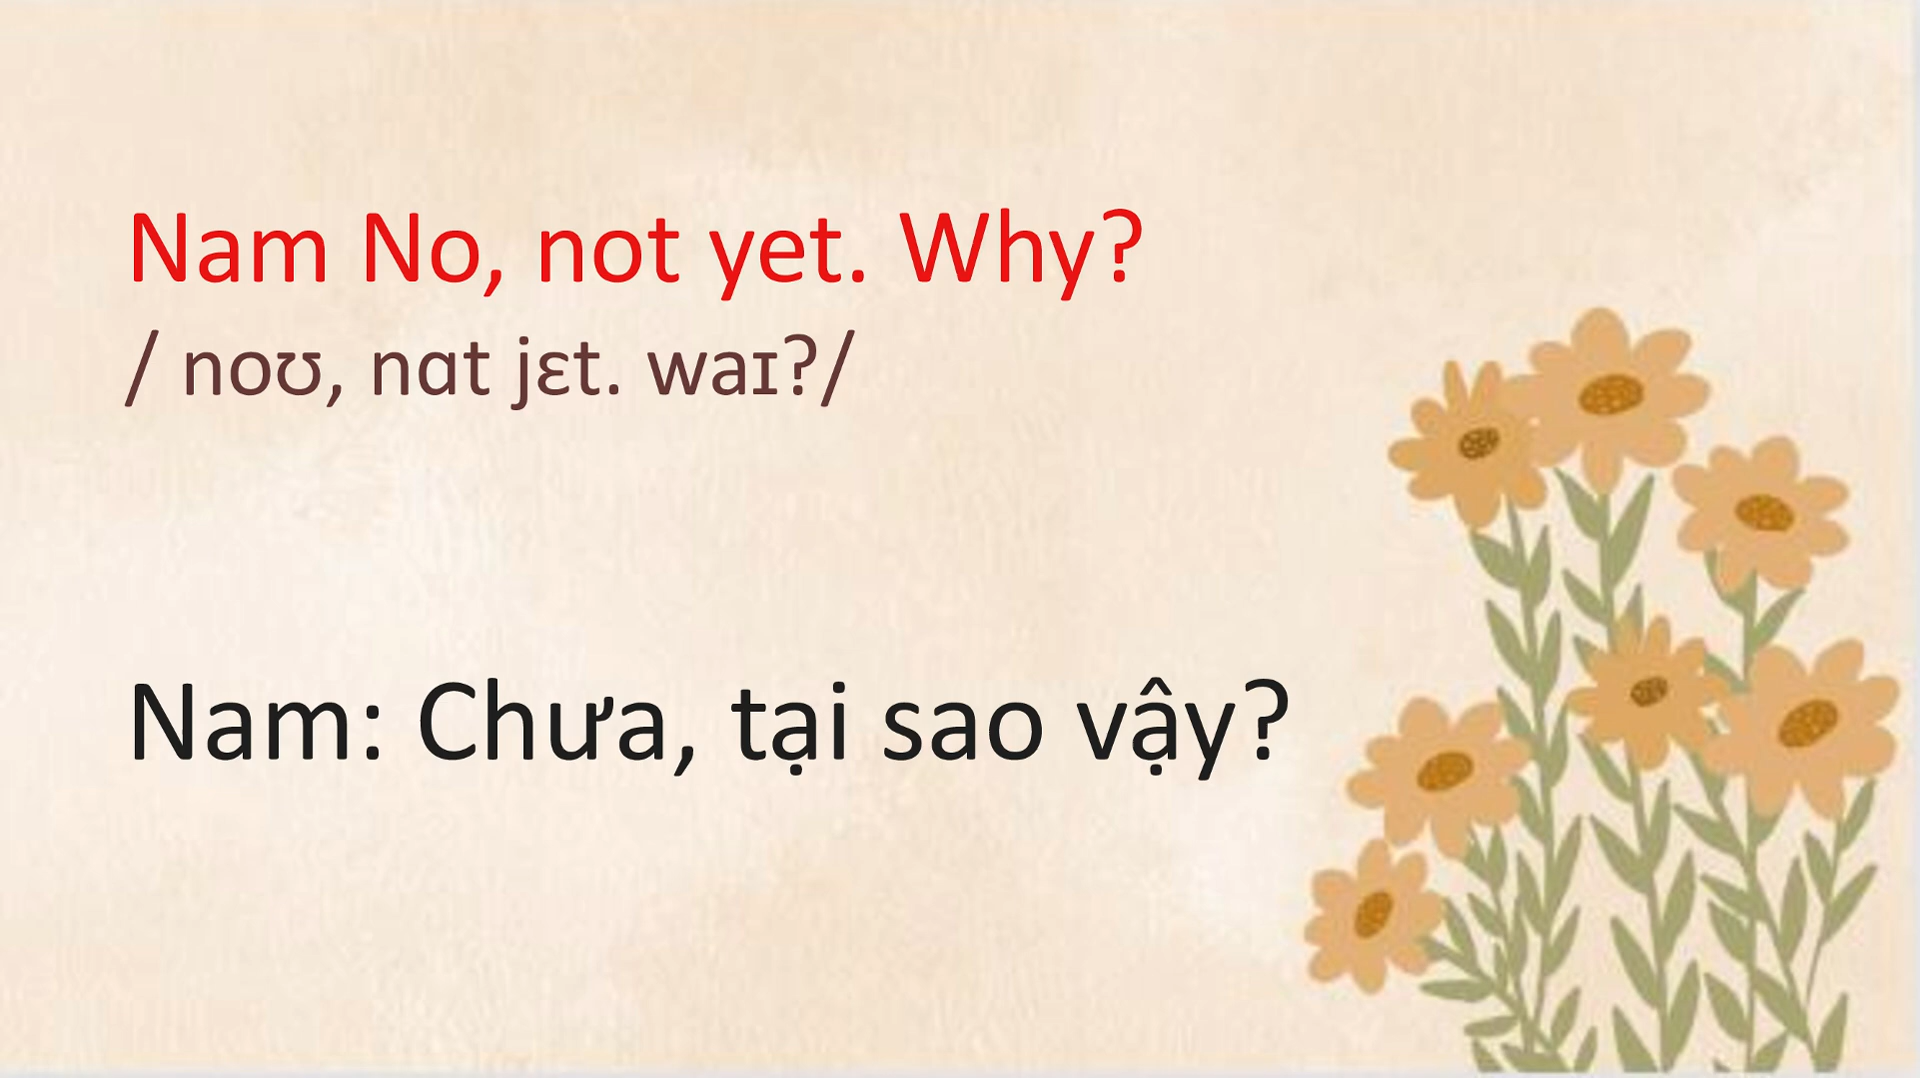 Nam No, not yet. Why?
/ noʊ, nɑt jɛt. waɪ?/
Nam: Chưa, tại sao vậy?